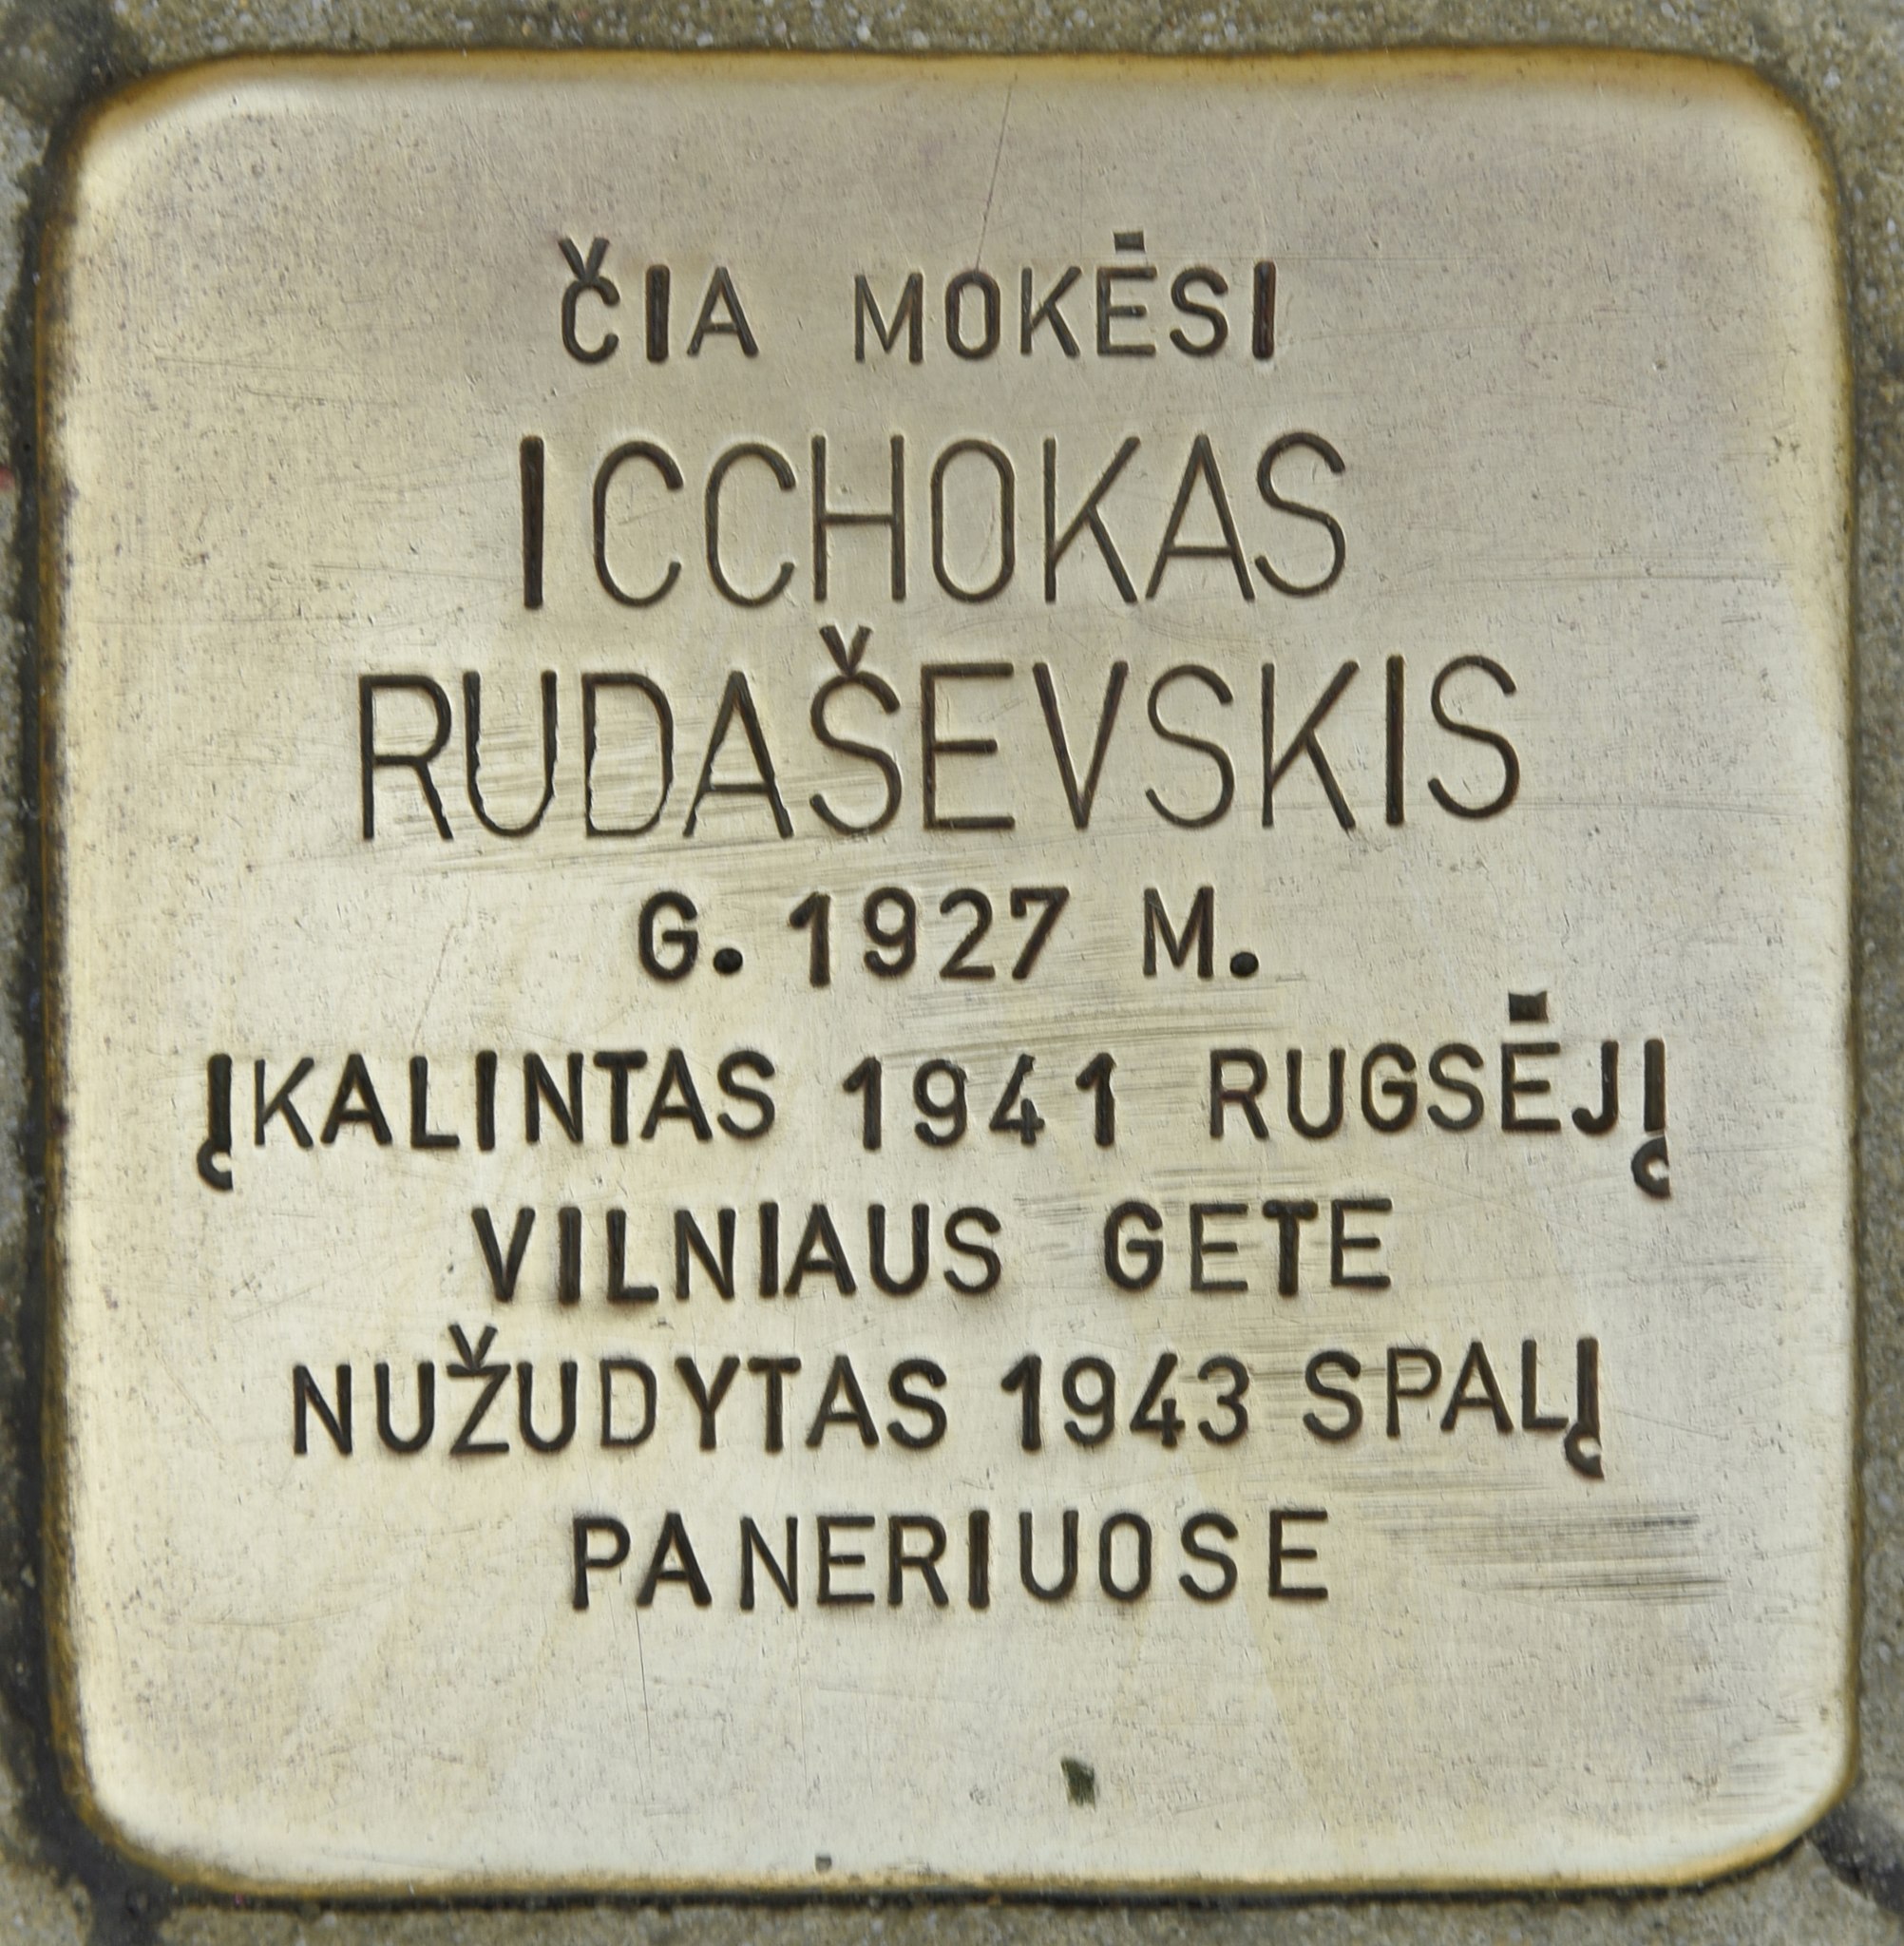 ČIA MOKĖSI
ICCHOKAS
RUDAŠEVSKIS
G. 1927 M.
ĮKALINTAS 1941 RUGSĖJĮ
VILNIAUS GETE
NUŽUDYTAS 1943 SPALĮ
PANERIUOSE